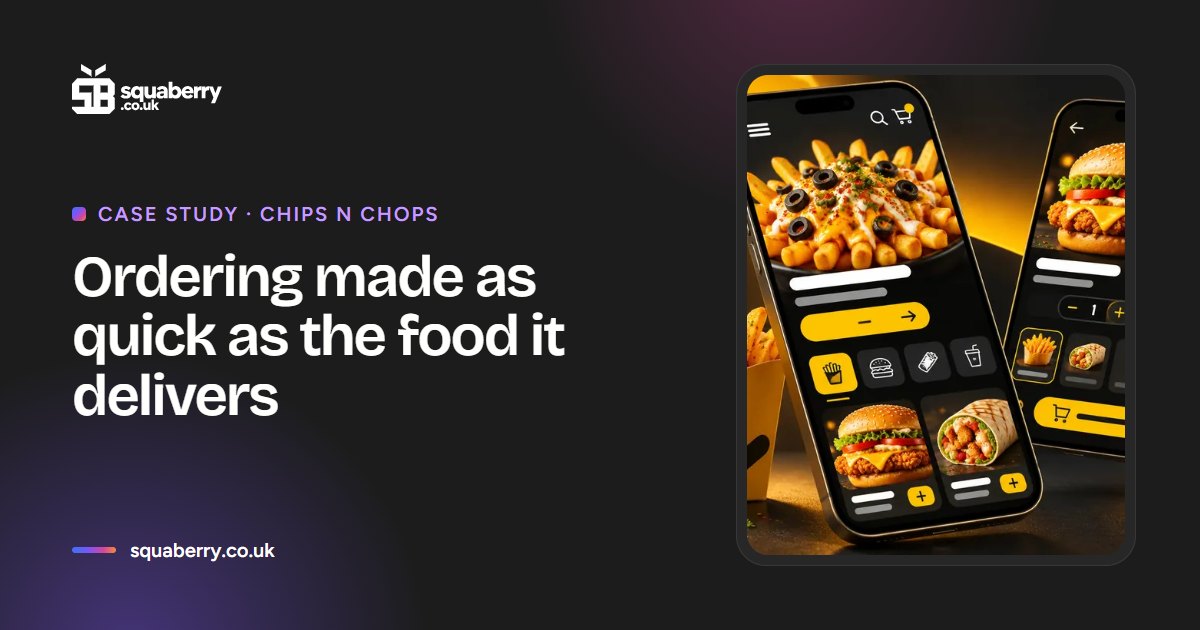 squaberry
.co.uk
CASE STUDY · CHIPS N CHOPS
Ordering made as
quick as the food it
delivers
squaberry.co.uk
1